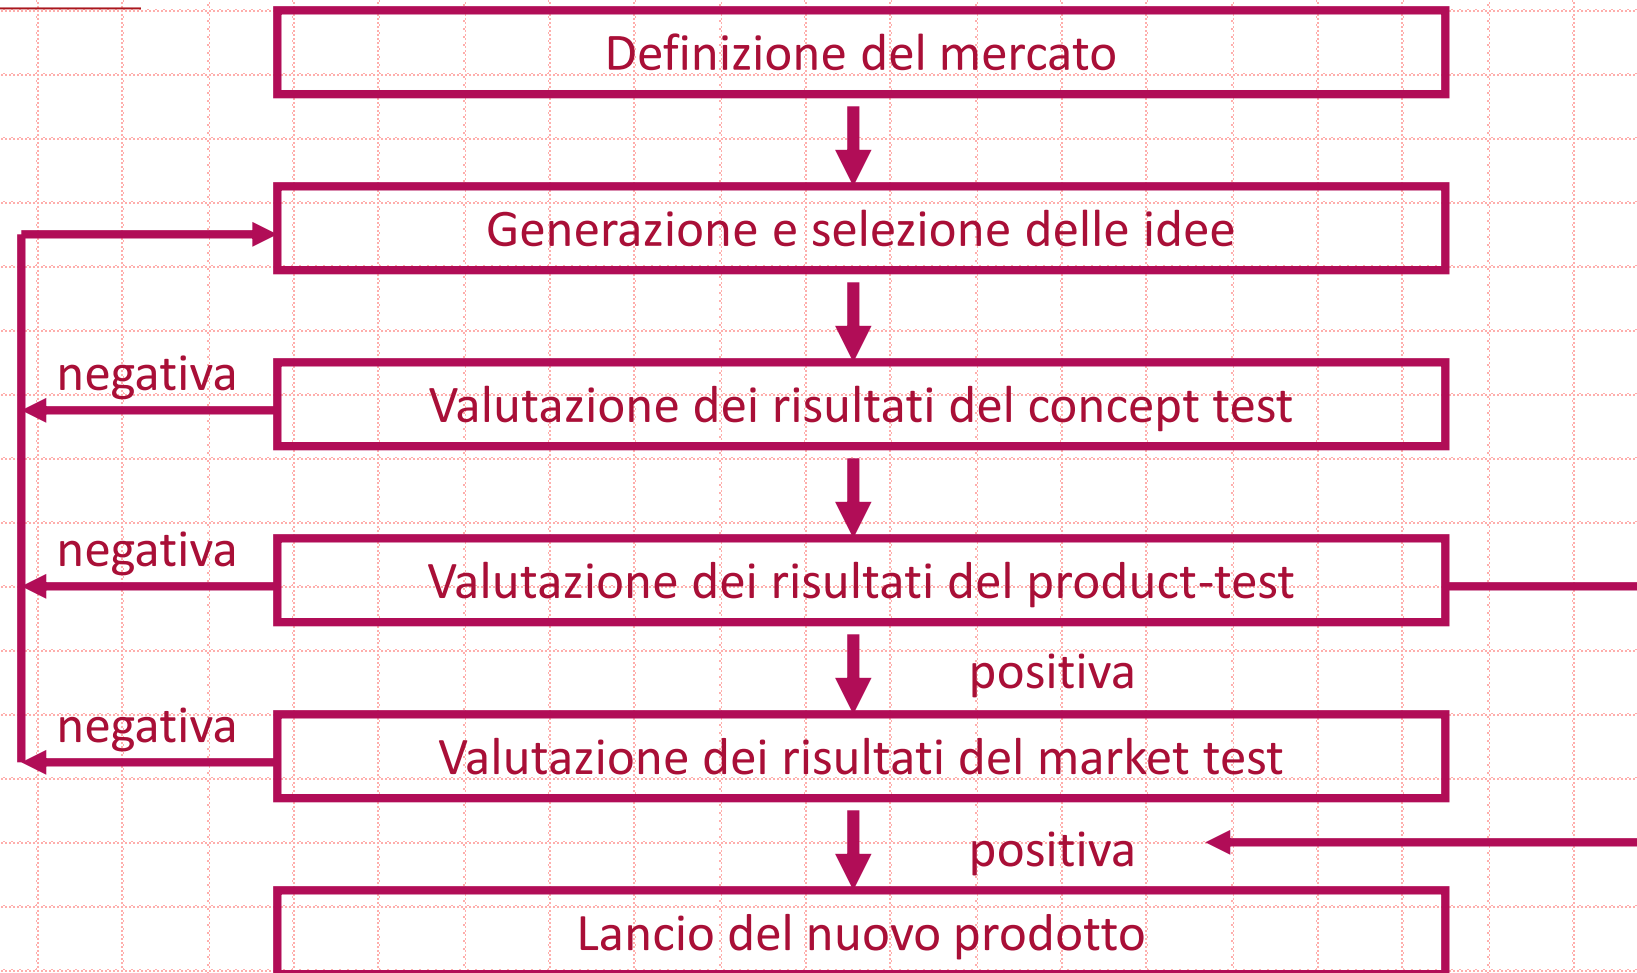 Definizione del mercato
Generazione e selezione delle idee
negativa
Valutazione dei risultati del concept test
negativa
Valutazione dei risultati del product-test
positiva
negativa
Valutazione dei risultati del market test
positiva
Lancio del nuovo prodotto